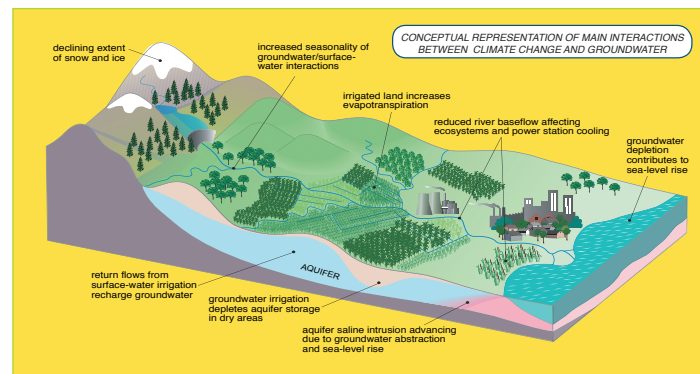 CONCEPTUAL REPRESENTATION OF MAIN INTERACTIONS
BETWEEN CLIMATE CHANGE AND GROUNDWATER
declining extent
of snow and ice
increased seasonality of
groundwater/surface-
water interactions
irrigated land increases
evapotranspiration
reduced river baseflow affecting
ecosystems and power station cooling
groundwater
depletion
contributes to
sea-level rise
AQUIFER
return flows from
surface-water irrigation
recharge groundwater
groundwater irrigation
depletes aquifer storage
in dry areas
aquifer saline intrusion advancing
due to groundwater abstraction
and sea-level rise